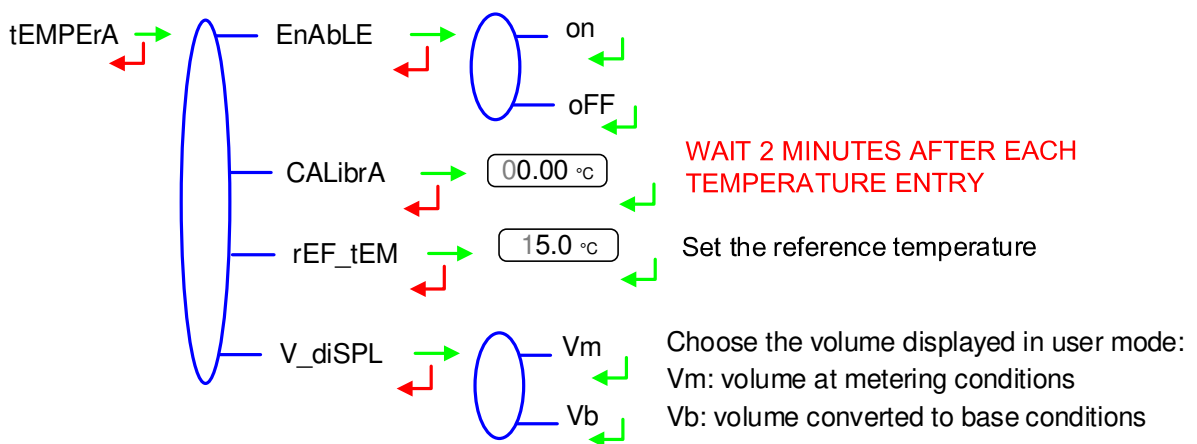 tEMPErA
EnAbLE
on
oFF
CALibrA
00.00 °C
WAIT 2 MINUTES AFTER EACH
TEMPERATURE ENTRY
rEF_tEM
15.0 °C
Set the reference temperature
V_diSPL
Vm
Vb
Choose the volume displayed in user mode:
Vm: volume at metering conditions
Vb: volume converted to base conditions